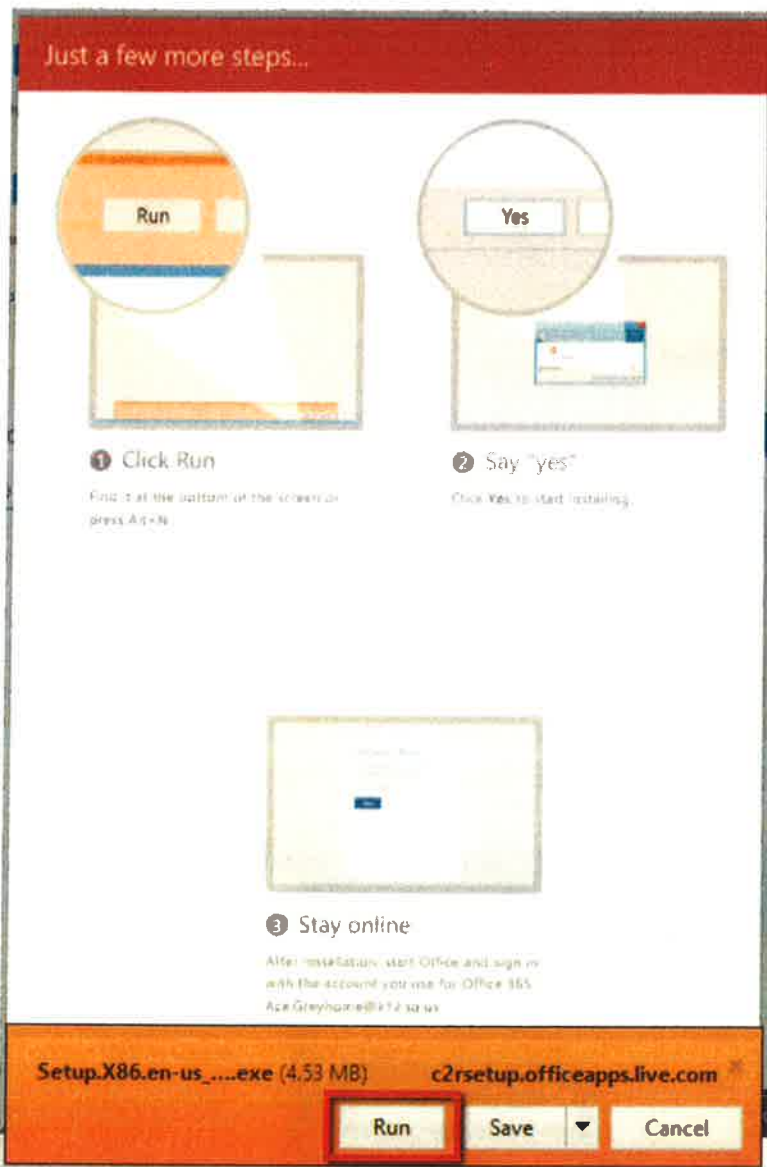 Just a few more steps...
Run
Yes
1 Click Run
2 Say "yes"
Find it at the bottom of the screen or
press Alt+N
Click Yes to start installing
3 Stay online
After installation, start Office and sign in
with the account you use for Office 365
Setup.X86.en-us_....exe (4.53 MB)
c2rsetup.officeapps.live.com
×
Run
Save
Cancel